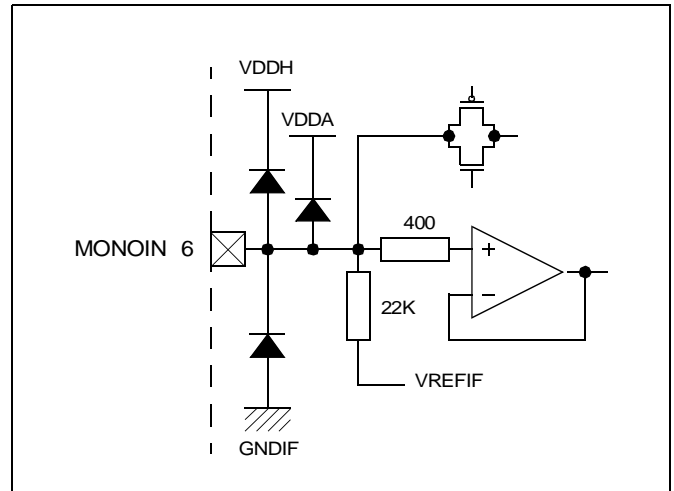 VDDH
VDDA
MONOIN 6
400
+
−
22K
VREFIF
GNDIF